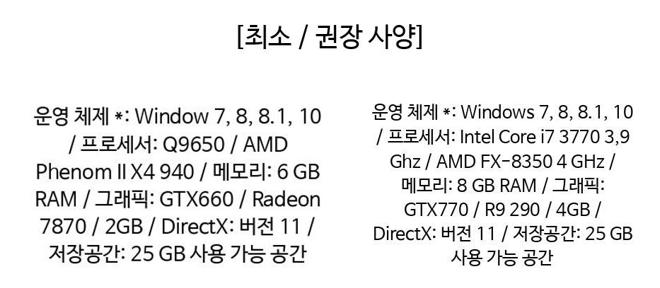 [최소 / 권장 사양]
운영 체제 *: Window 7, 8, 8.1, 10
/ 프로세서: Q9650 / AMD
Phenom II X4 940 / 메모리: 6 GB
RAM / 그래픽: GTX660 / Radeon
7870 / 2GB / DirectX: 버전 11 /
저장공간: 25 GB 사용 가능 공간
운영 체제 *: Windows 7, 8, 8.1, 10
/ 프로세서: Intel Core i7 3770 3,9
Ghz / AMD FX-8350 4 GHz /
메모리: 8 GB RAM / 그래픽:
GTX770 / R9 290 / 4GB /
DirectX: 버전 11 / 저장공간: 25 GB
사용 가능 공간